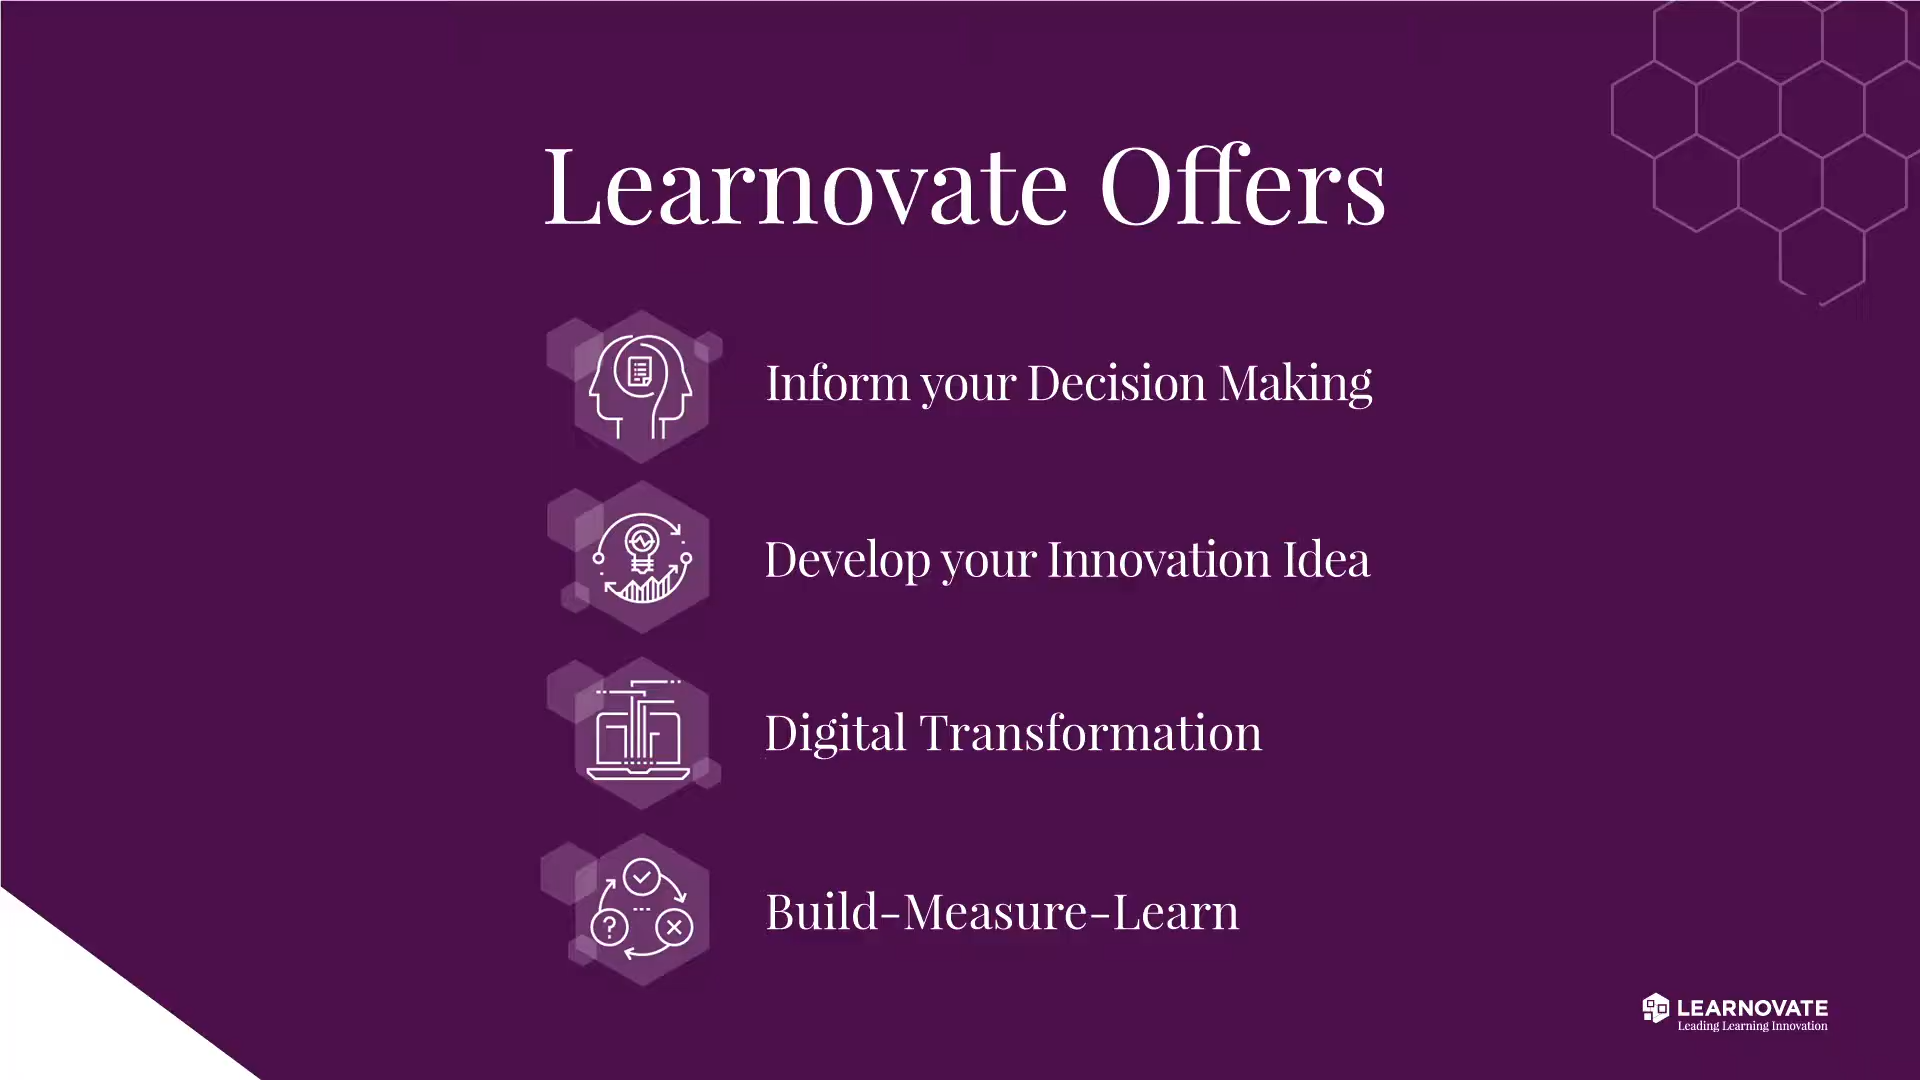 Learnovate Offers
Inform your Decision Making
Develop your Innovation Idea
Digital Transformation
Build-Measure-Learn
LEARNOVATE
Leading Learning Innovation